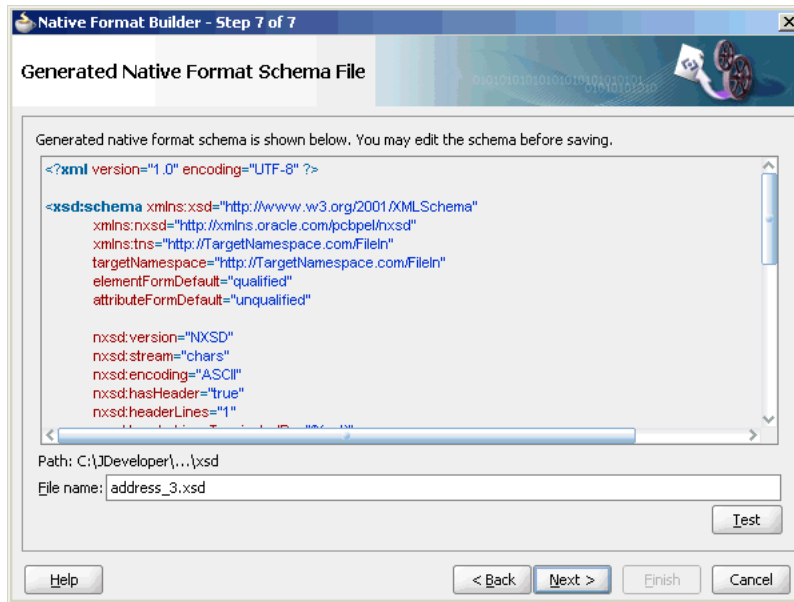 Native Format Builder - Step 7 of 7
Generated Native Format Schema File
Generated native format schema is shown below. You may edit the schema before saving.
<?xml version="1.0" encoding="UTF-8" ?>
<xsd:schema xmlns:xsd="http://www.w3.org/2001/XMLSchema"
xmlns:nxsd="http://xmlns.oracle.com/pcbpel/nxsd"
xmlns:tns="http://TargetNamespace.com/FileIn"
targetNamespace="http://TargetNamespace.com/FileIn"
elementFormDefault="qualified"
attributeFormDefault="unqualified"
nxsd:version="NXSD"
nxsd:stream="chars"
nxsd:encoding="ASCII"
nxsd:hasHeader="true"
nxsd:headerLines="1"
Path: C:\JDeveloper\...\xsd
File name: address_3.xsd
Test
Help
< Back
Next >
Finish
Cancel